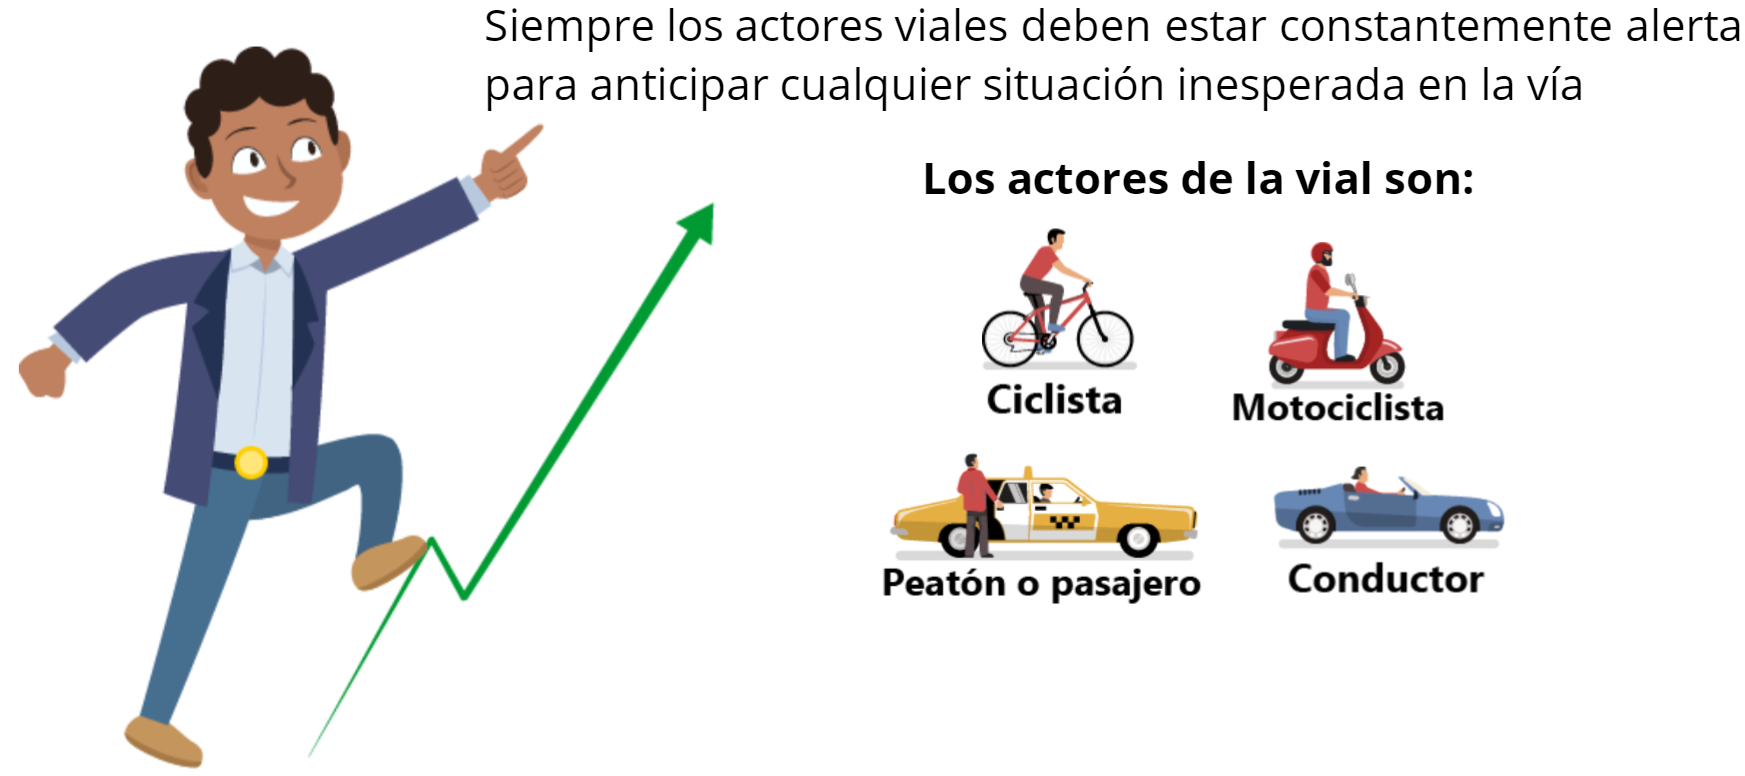 Siempre los actores viales deben estar constantemente alerta
para anticipar cualquier situación inesperada en la vía
Los actores de la vial son:
Ciclista
Motociclista
Peatón o pasajero
Conductor